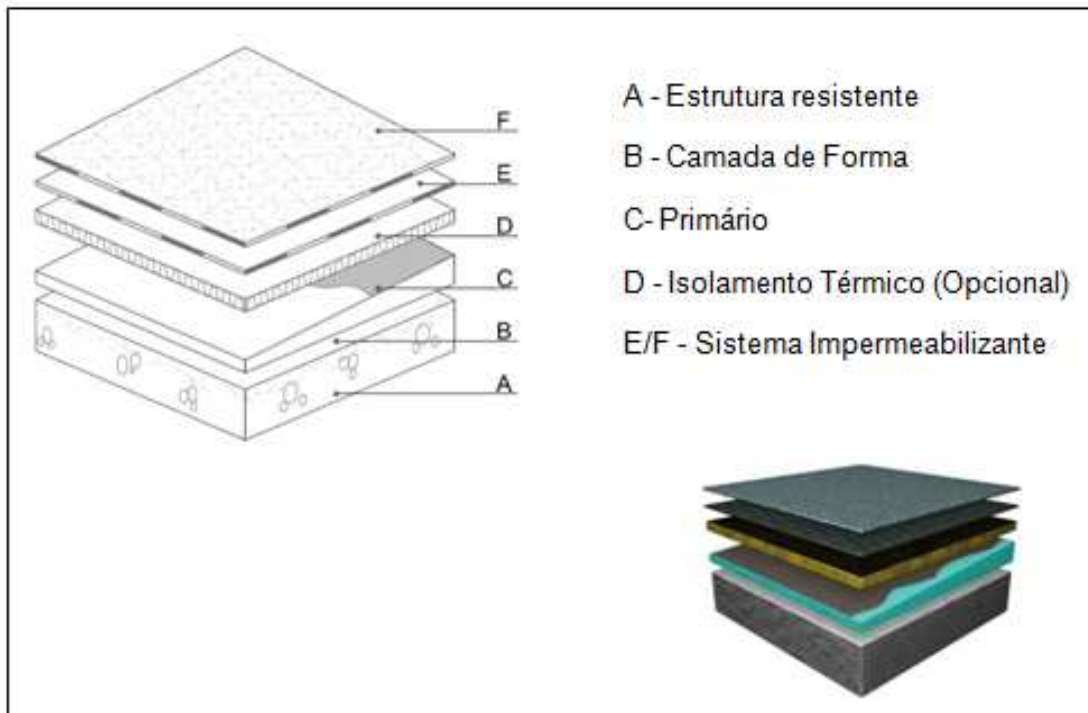 F
E
D
C
B
A
A - Estrutura resistente
B - Camada de Forma
C- Primário
D - Isolamento Térmico (Opcional)
E/F - Sistema Impermeabilizante